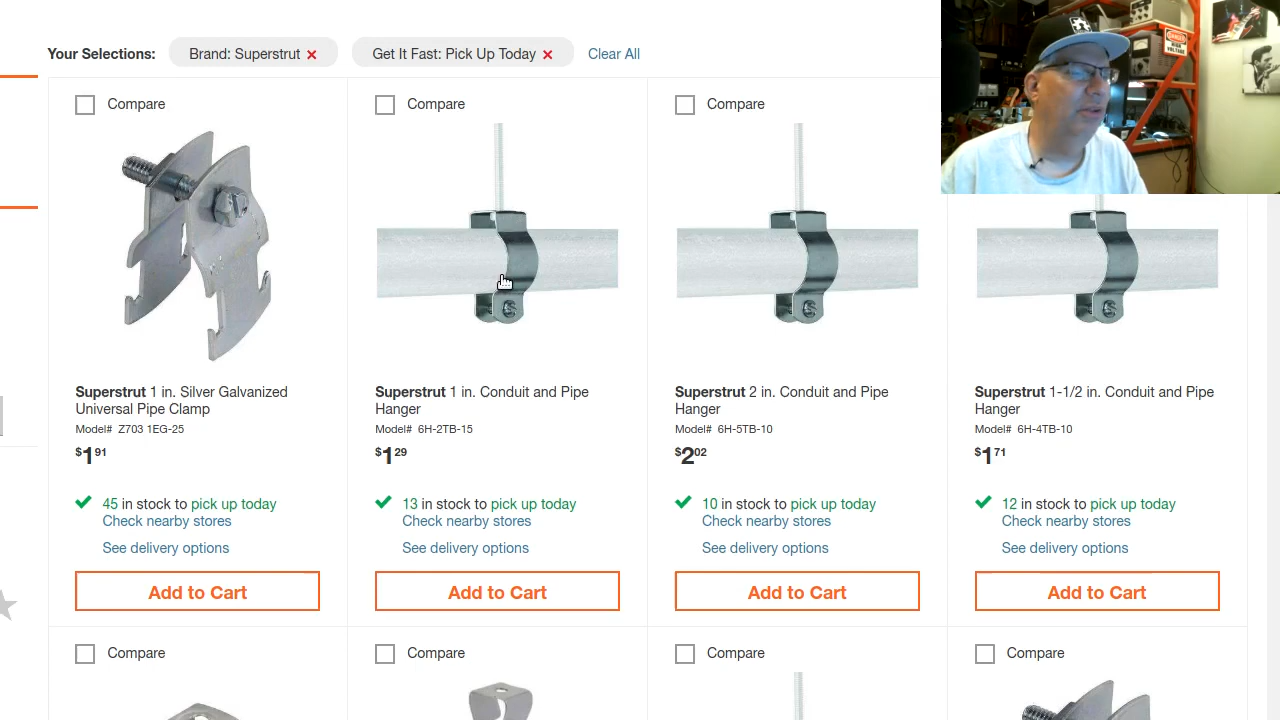 Your Selections: Brand: Superstrut × Get It Fast: Pick Up Today × Clear All
Compare Compare Compare
DANGER
HIGH
VOLTAGE
Superstrut 1 in. Silver Galvanized Universal Pipe Clamp
Model# Z703 1EG-25
$1 91
45 in stock to pick up today
Check nearby stores
See delivery options
Add to Cart
Superstrut 1 in. Conduit and Pipe Hanger
Model# 6H-2TB-15
$1 29
13 in stock to pick up today
Check nearby stores
See delivery options
Add to Cart
Superstrut 2 in. Conduit and Pipe Hanger
Model# 6H-5TB-10
$2 02
10 in stock to pick up today
Check nearby stores
See delivery options
Add to Cart
Superstrut 1-1/2 in. Conduit and Pipe Hanger
Model# 6H-4TB-10
$1 71
12 in stock to pick up today
Check nearby stores
See delivery options
Add to Cart
Compare Compare Compare Compare